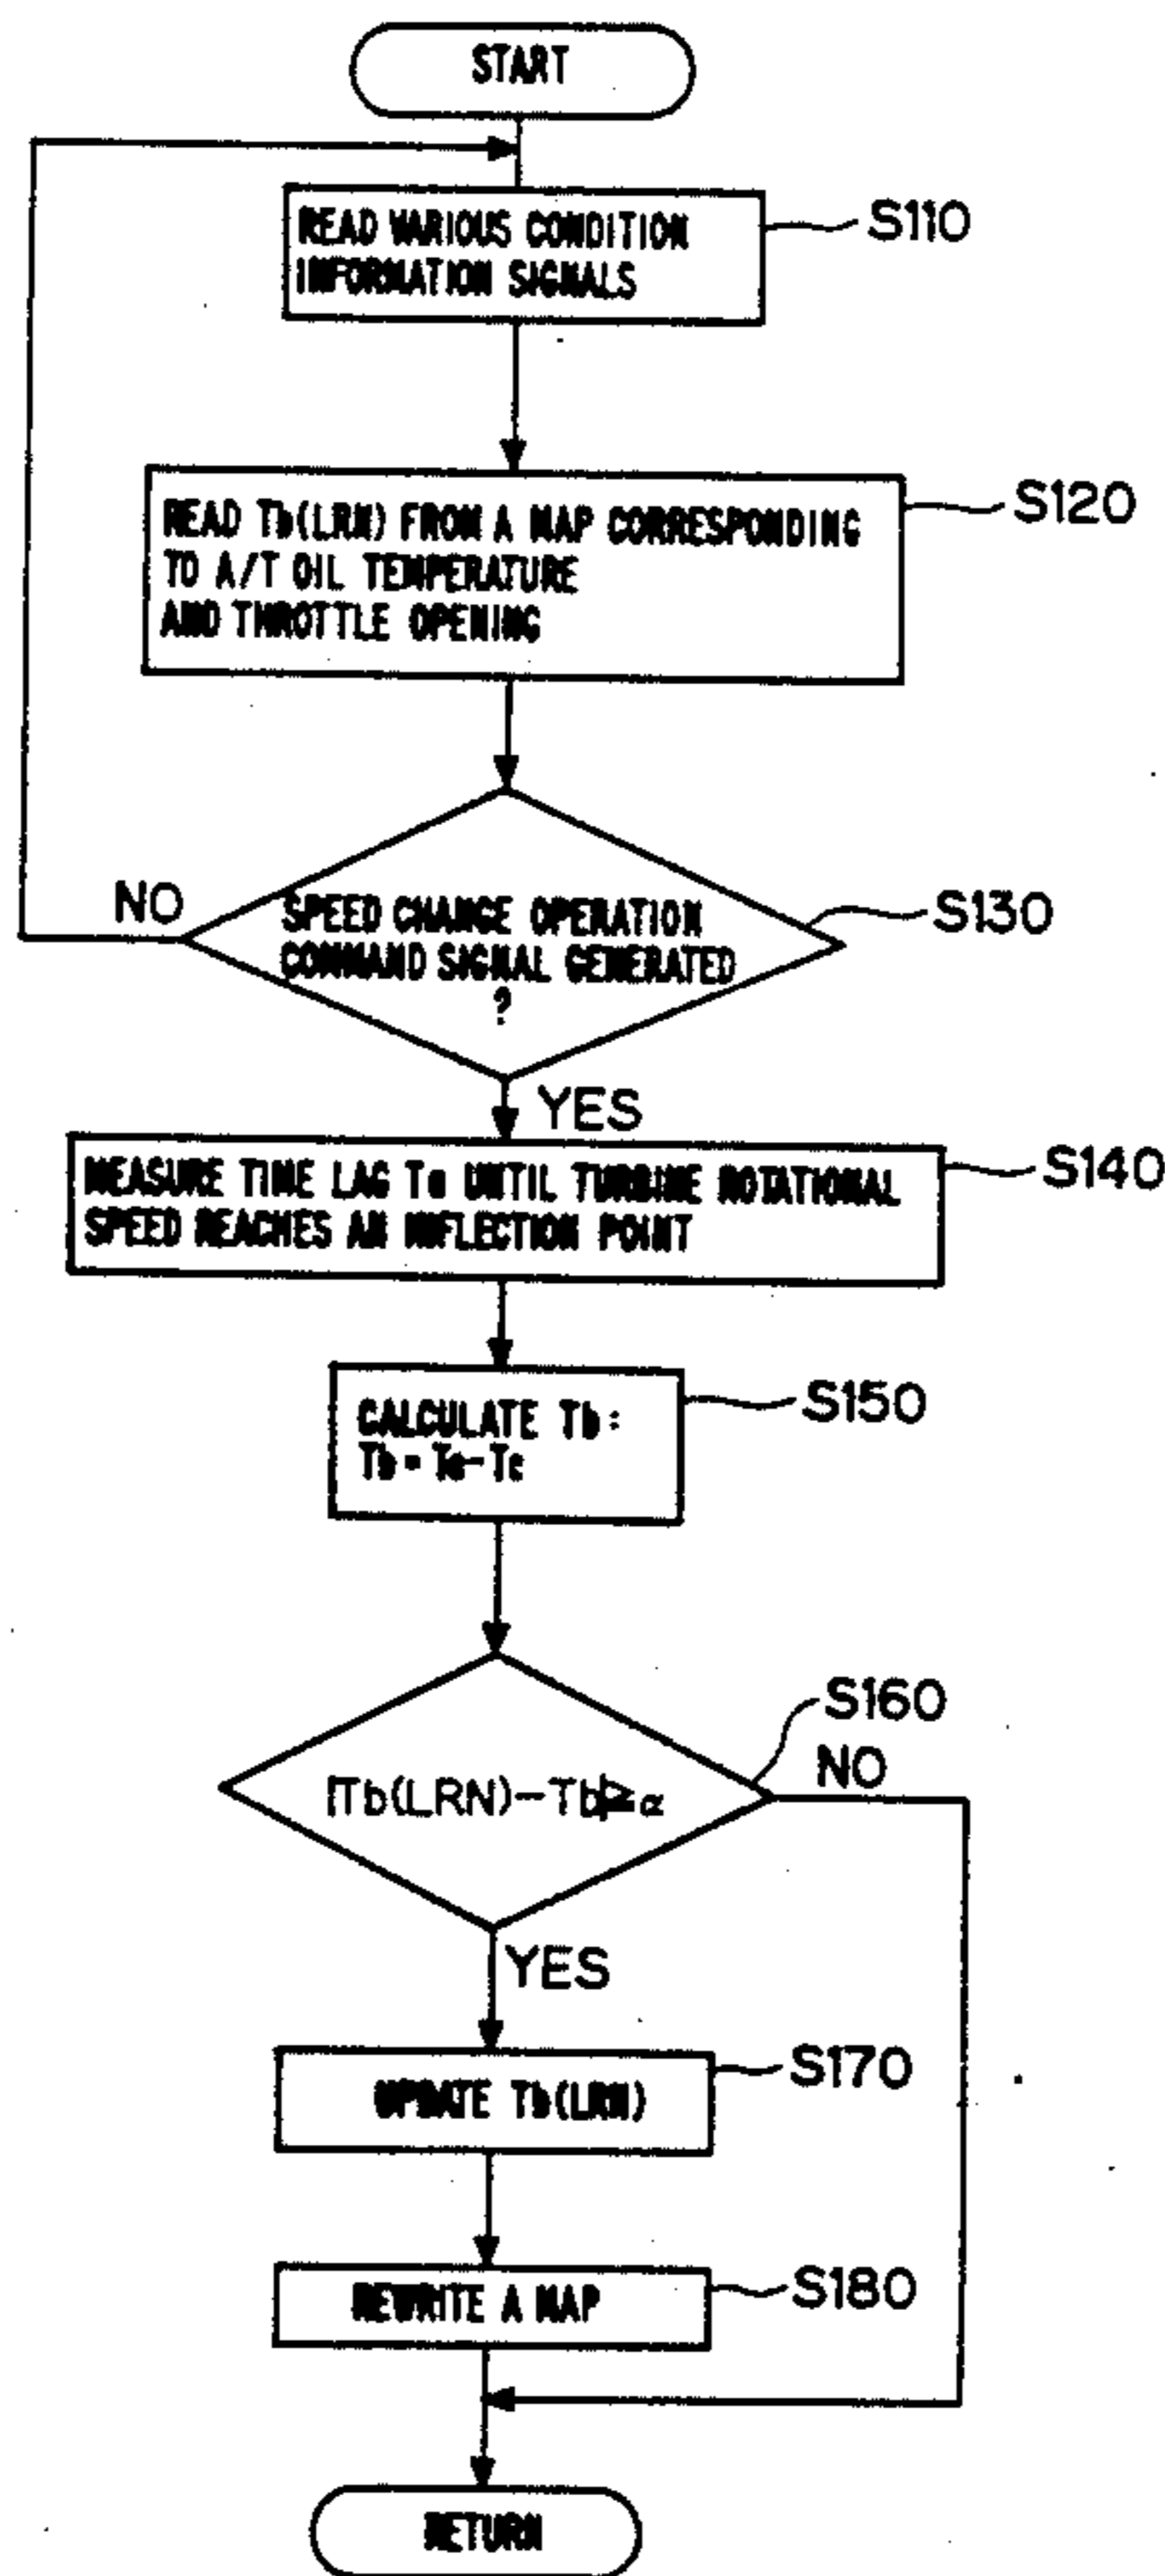 START
READ VARIOUS CONDITION
INFORMATION SIGNALS
S110
READ Tb(LRN) FROM A MAP CORRESPONDING
TO A/T OIL TEMPERATURE
AND THROTTLE OPENING
S120
NO
SPEED CHANGE OPERATION
COMMAND SIGNAL GENERATED
?
S130
YES
MEASURE TIME LAG Ta UNTIL TURBINE ROTATIONAL
SPEED REACHES AN INFLECTION POINT
S140
CALCULATE Tb:
Tb = Ta - Tc
S150
|Tb(LRN)-Tb|≧α
S160
NO
YES
UPDATE Tb(LRN)
S170
REWRITE A MAP
S180
RETURN